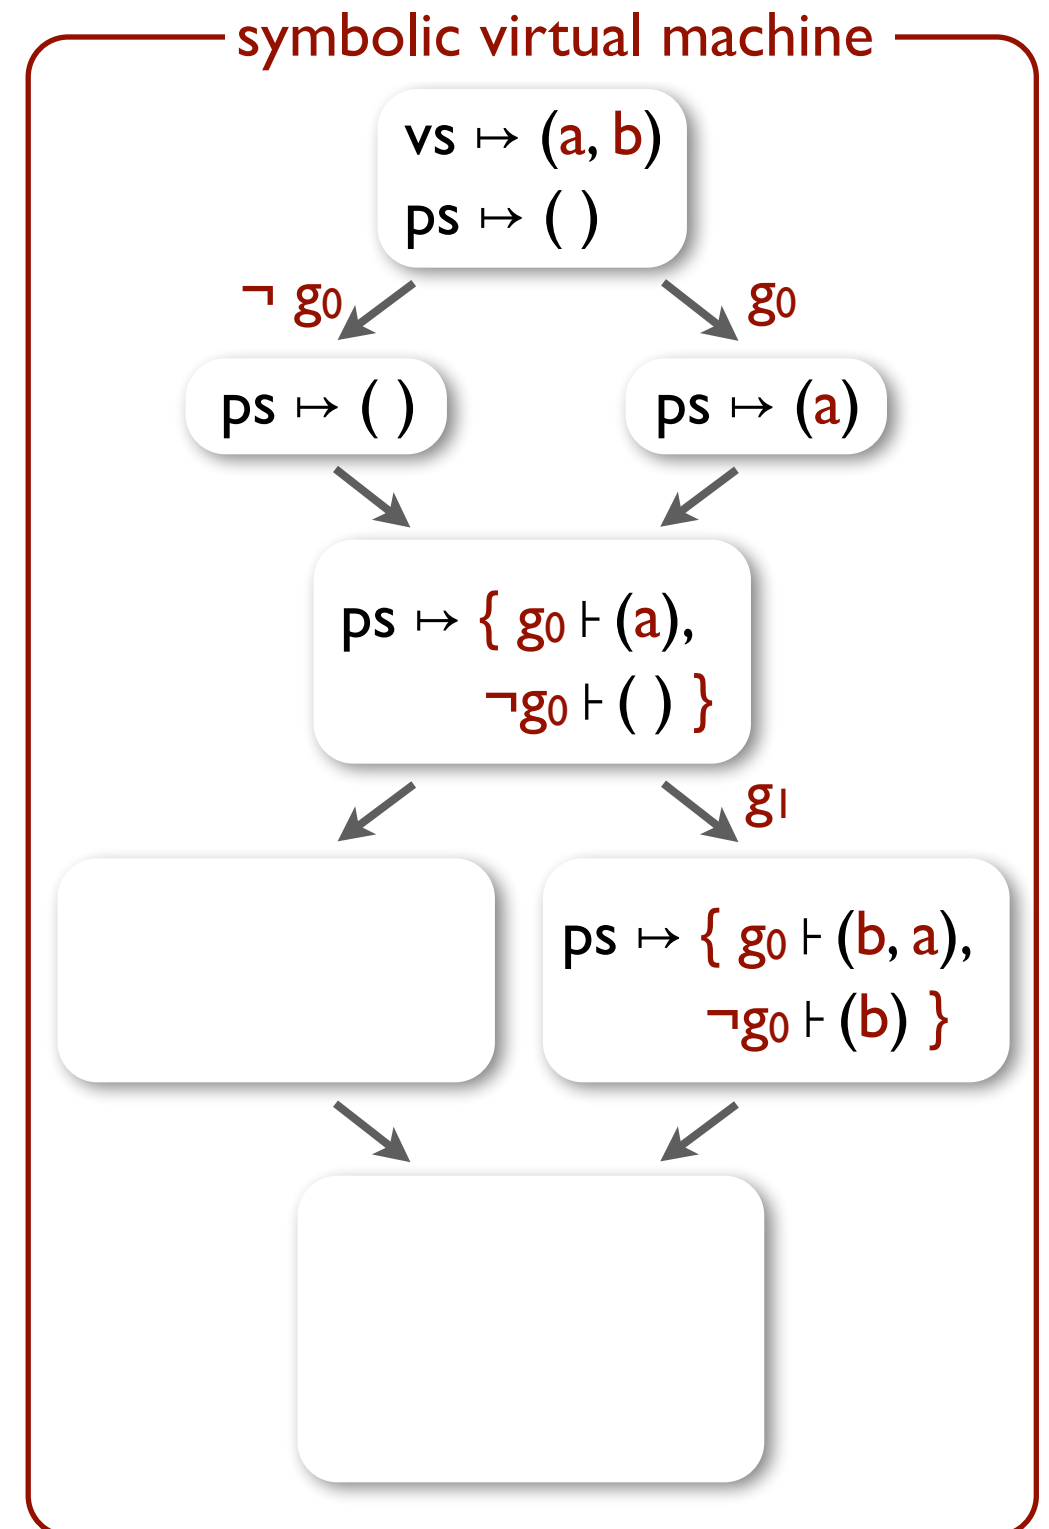 symbolic virtual machine
vs ↦ (a, b)
ps ↦ ( )
¬ g₀
g₀
ps ↦ ( )
ps ↦ (a)
ps ↦ { g₀ ⊦ (a),
¬g₀ ⊦ ( ) }
g₁
ps ↦ { g₀ ⊦ (b, a),
¬g₀ ⊦ (b) }